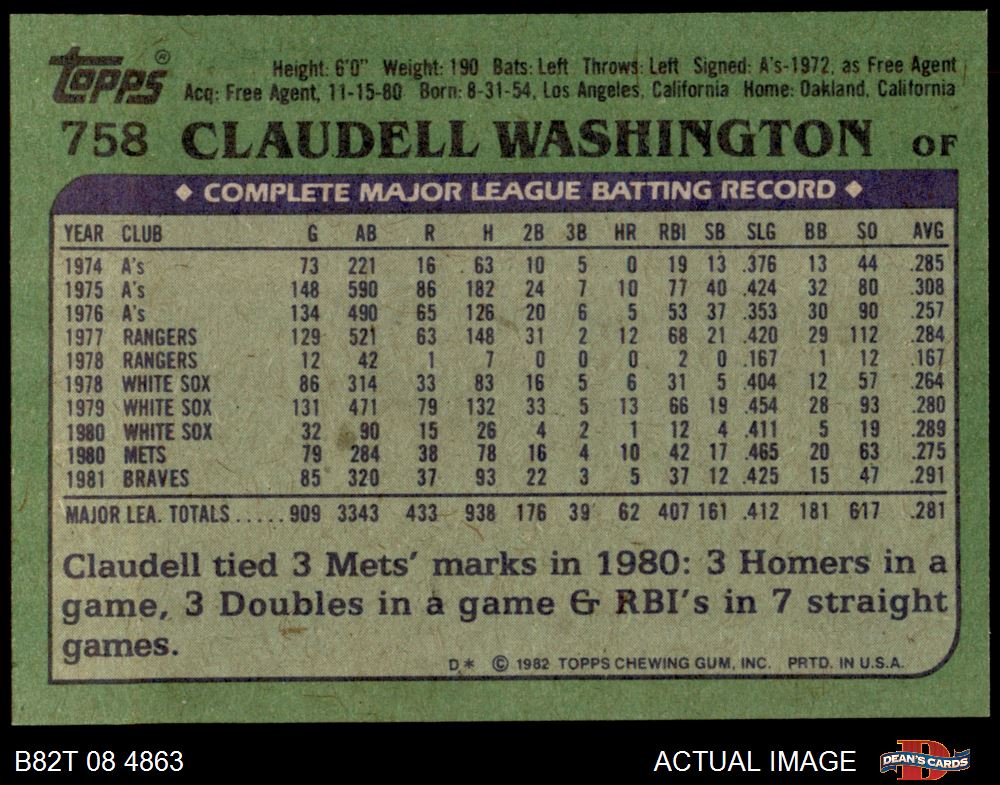 Topps®
Height: 6'0" Weight: 190 Bats: Left Throws: Left Signed: A's-1972, as Free Agent
Acq: Free Agent, 11-15-80 Born: 8-31-54, Los Angeles, California Home: Oakland, California
758 CLAUDELL WASHINGTON OF
◆ COMPLETE MAJOR LEAGUE BATTING RECORD ◆
YEAR CLUB G AB R H 2B 3B HR RBI SB SLG BB SO AVG
1974 A's 73 221 16 63 10 5 0 19 13 .376 13 44 .285
1975 A's 148 590 86 182 24 7 10 77 40 .424 32 80 .308
1976 A's 134 490 65 126 20 6 5 53 37 .353 30 90 .257
1977 RANGERS 129 521 63 148 31 2 12 68 21 .420 29 112 .284
1978 RANGERS 12 42 1 7 0 0 0 2 0 .167 1 12 .167
1978 WHITE SOX 86 314 33 83 16 5 6 31 5 .404 12 57 .264
1979 WHITE SOX 131 471 79 132 33 5 13 66 19 .454 28 93 .280
1980 WHITE SOX 32 90 15 26 4 2 1 12 4 .411 5 19 .289
1980 METS 79 284 38 78 16 4 10 42 17 .465 20 63 .275
1981 BRAVES 85 320 37 93 22 3 5 37 12 .425 15 47 .291
MAJOR LEA. TOTALS ..... 909 3343 433 938 176 39 62 407 161 .412 181 617 .281
Claudell tied 3 Mets' marks in 1980: 3 Homers in a
game, 3 Doubles in a game & RBI's in 7 straight
games.
D* © 1982 TOPPS CHEWING GUM, INC. PRTD. IN U.S.A.
B82T 08 4863 ACTUAL IMAGE DEAN'S CARDS